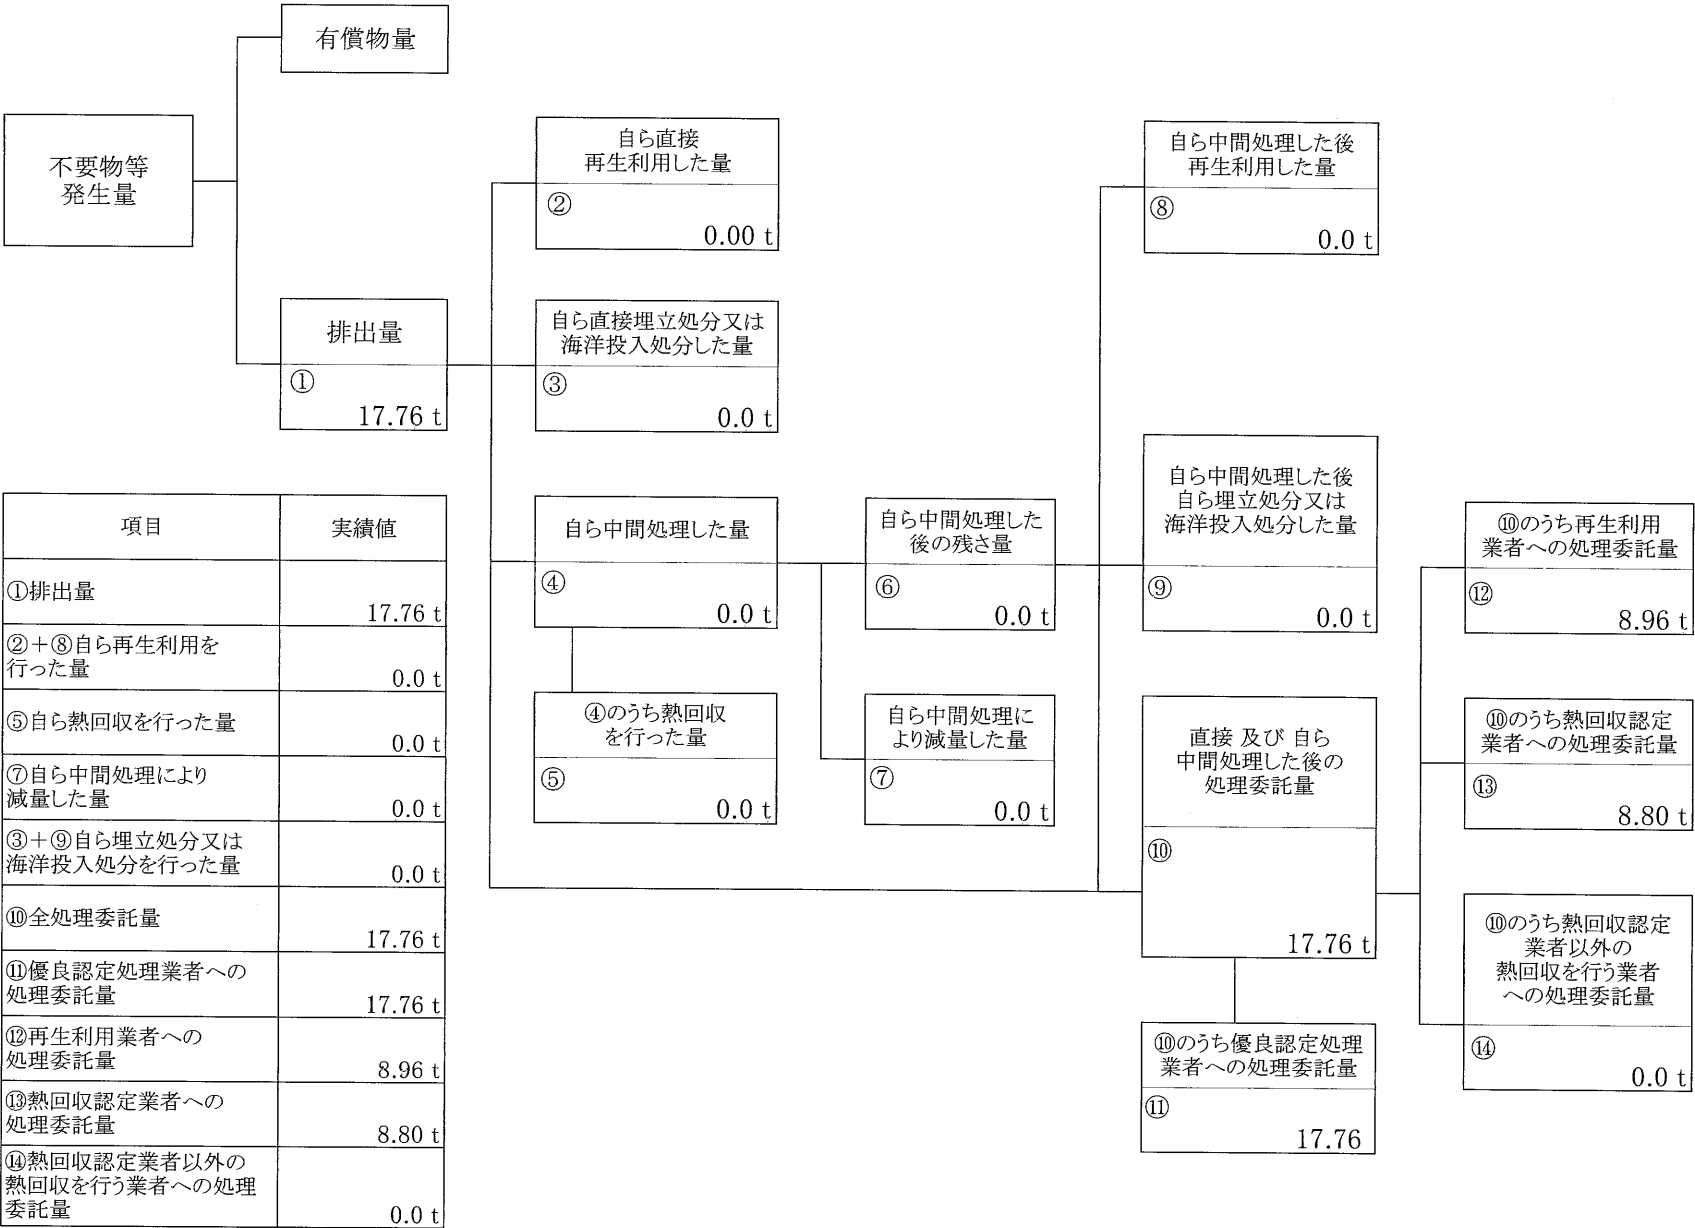 有償物量
不要物等
発生量
排出量
①
17.76 t
自ら直接
再生利用した量
②
0.00 t
自ら直接埋立処分又は
海洋投入処分した量
③
0.0 t
自ら中間処理した量
④
0.0 t
④のうち熱回収
を行った量
⑤
0.0 t
自ら中間処理した
後の残さ量
⑥
0.0 t
自ら中間処理に
より減量した量
⑦
0.0 t
自ら中間処理した後
再生利用した量
⑧
0.0 t
自ら中間処理した後
自ら埋立処分又は
海洋投入処分した量
⑨
0.0 t
直接 及び 自ら
中間処理した後の
処理委託量
⑩
17.76 t
⑩のうち優良認定処理
業者への処理委託量
⑪
17.76
⑩のうち再生利用
業者への処理委託量
⑫
8.96 t
⑩のうち熱回収認定
業者への処理委託量
⑬
8.80 t
⑩のうち熱回収認定
業者以外の
熱回収を行う業者
への処理委託量
⑭
0.0 t
項目 実績値
①排出量
17.76 t
②＋⑧自ら再生利用を
行った量
0.0 t
⑤自ら熱回収を行った量
0.0 t
⑦自ら中間処理により
減量した量
0.0 t
③＋⑨自ら埋立処分又は
海洋投入処分を行った量
0.0 t
⑩全処理委託量
17.76 t
⑪優良認定処理業者への
処理委託量
17.76 t
⑫再生利用業者への
処理委託量
8.96 t
⑬熱回収認定業者への
処理委託量
8.80 t
⑭熱回収認定業者以外の
熱回収を行う業者への処理
委託量
0.0 t